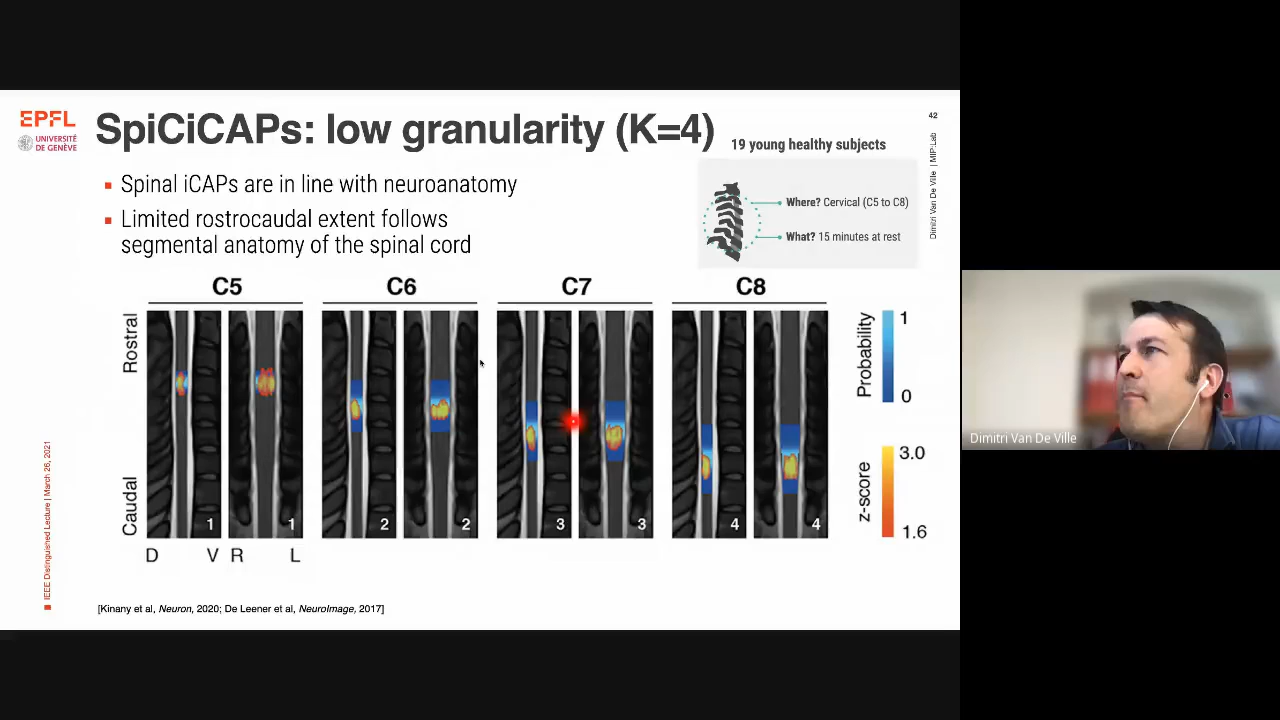 EPFL
UNIVERSITÉ
DE GENÈVE
SpiCiCAPs: low granularity (K=4)
42
Dimitri Van De Ville | MIP:Lab
19 young healthy subjects
Where? Cervical (C5 to C8)
What? 15 minutes at rest
Spinal iCAPs are in line with neuroanatomy
Limited rostrocaudal extent follows
segmental anatomy of the spinal cord
C5 C6 C7 C8
Rostral
Caudal
1 1 2 2 3 3 4 4
D V R L
Probability
1
0
z-score
3.0
1.6
IEEE Distinguished Lecture | March 26, 2021
[Kinany et al, Neuron, 2020; De Leener et al, NeuroImage, 2017]
Dimitri Van De Ville